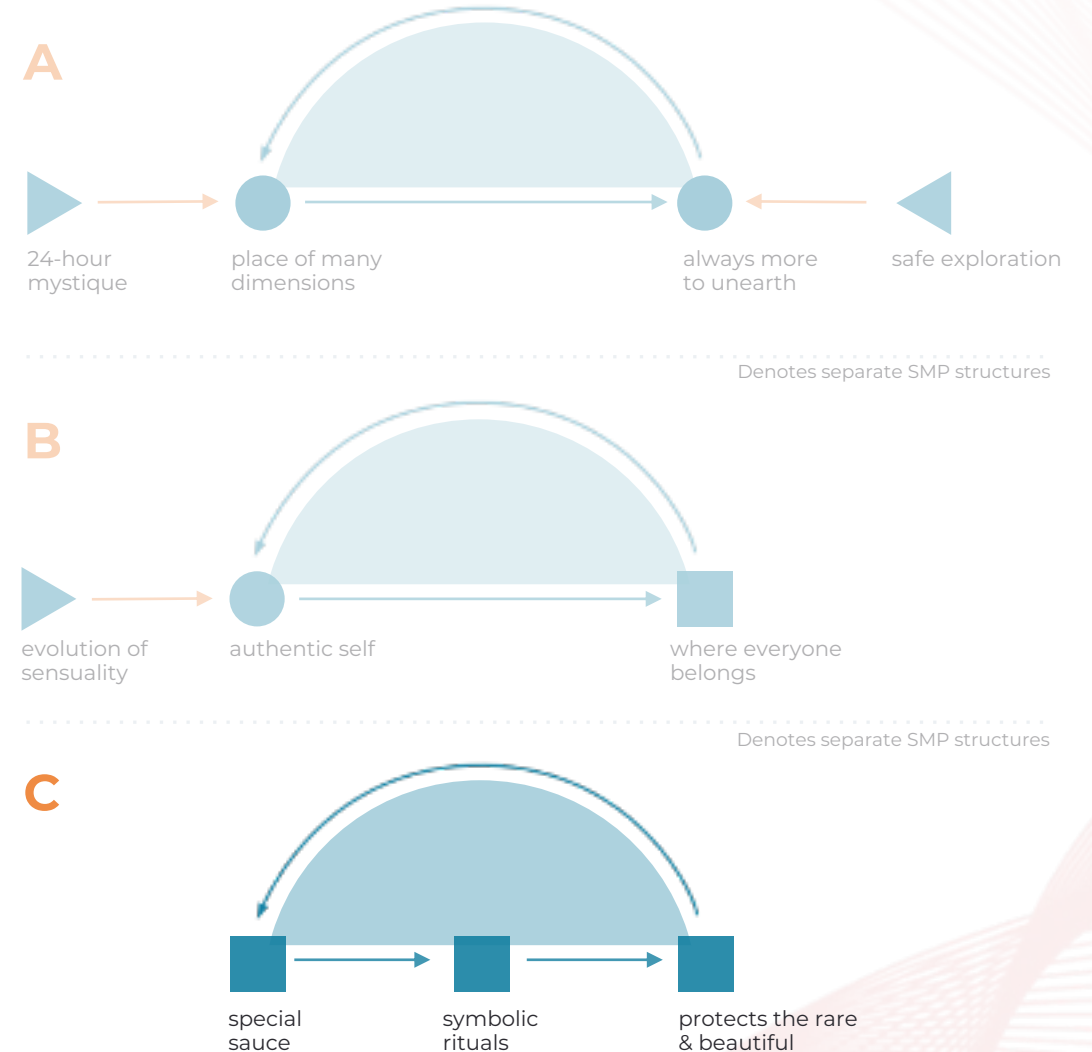 A
24-hour
mystique
place of many
dimensions
always more
to unearth
safe exploration
Denotes separate SMP structures
B
evolution of
sensuality
authentic self
where everyone
belongs
Denotes separate SMP structures
C
special
sauce
symbolic
rituals
protects the rare
& beautiful